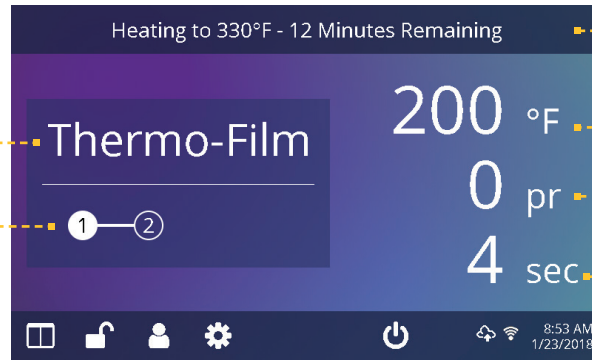 Heating to 330°F - 12 Minutes Remaining
Thermo-Film
1 2
200 °F
0 pr
4 sec
8:53 AM
1/23/2018